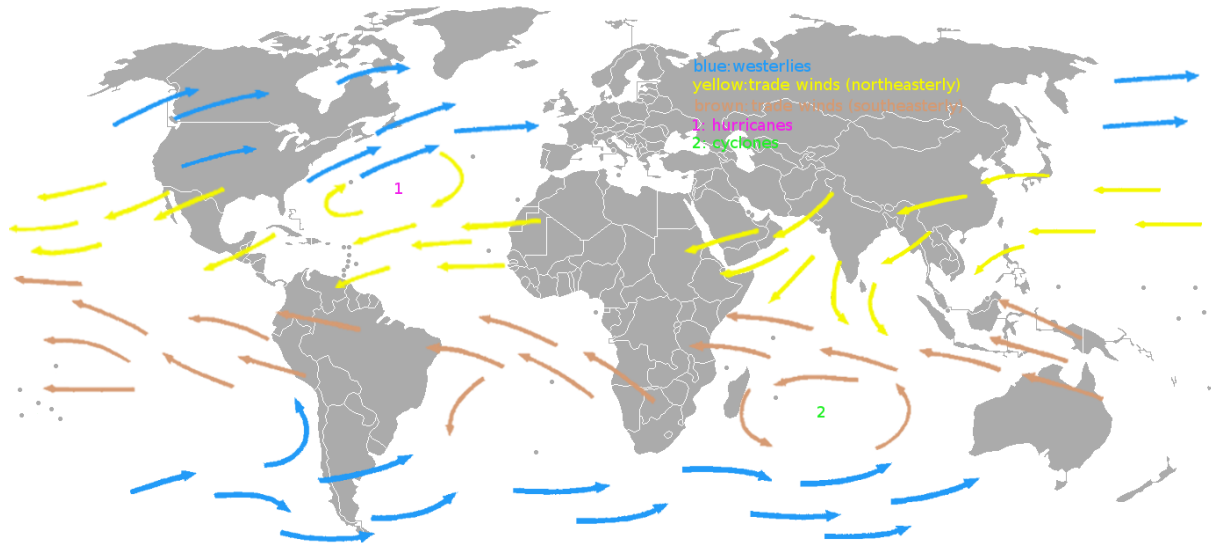 blue:westerlies
yellow:trade winds (northeasterly)
brown:trade winds (southeasterly)
1: hurricanes
2: cyclones
1
2